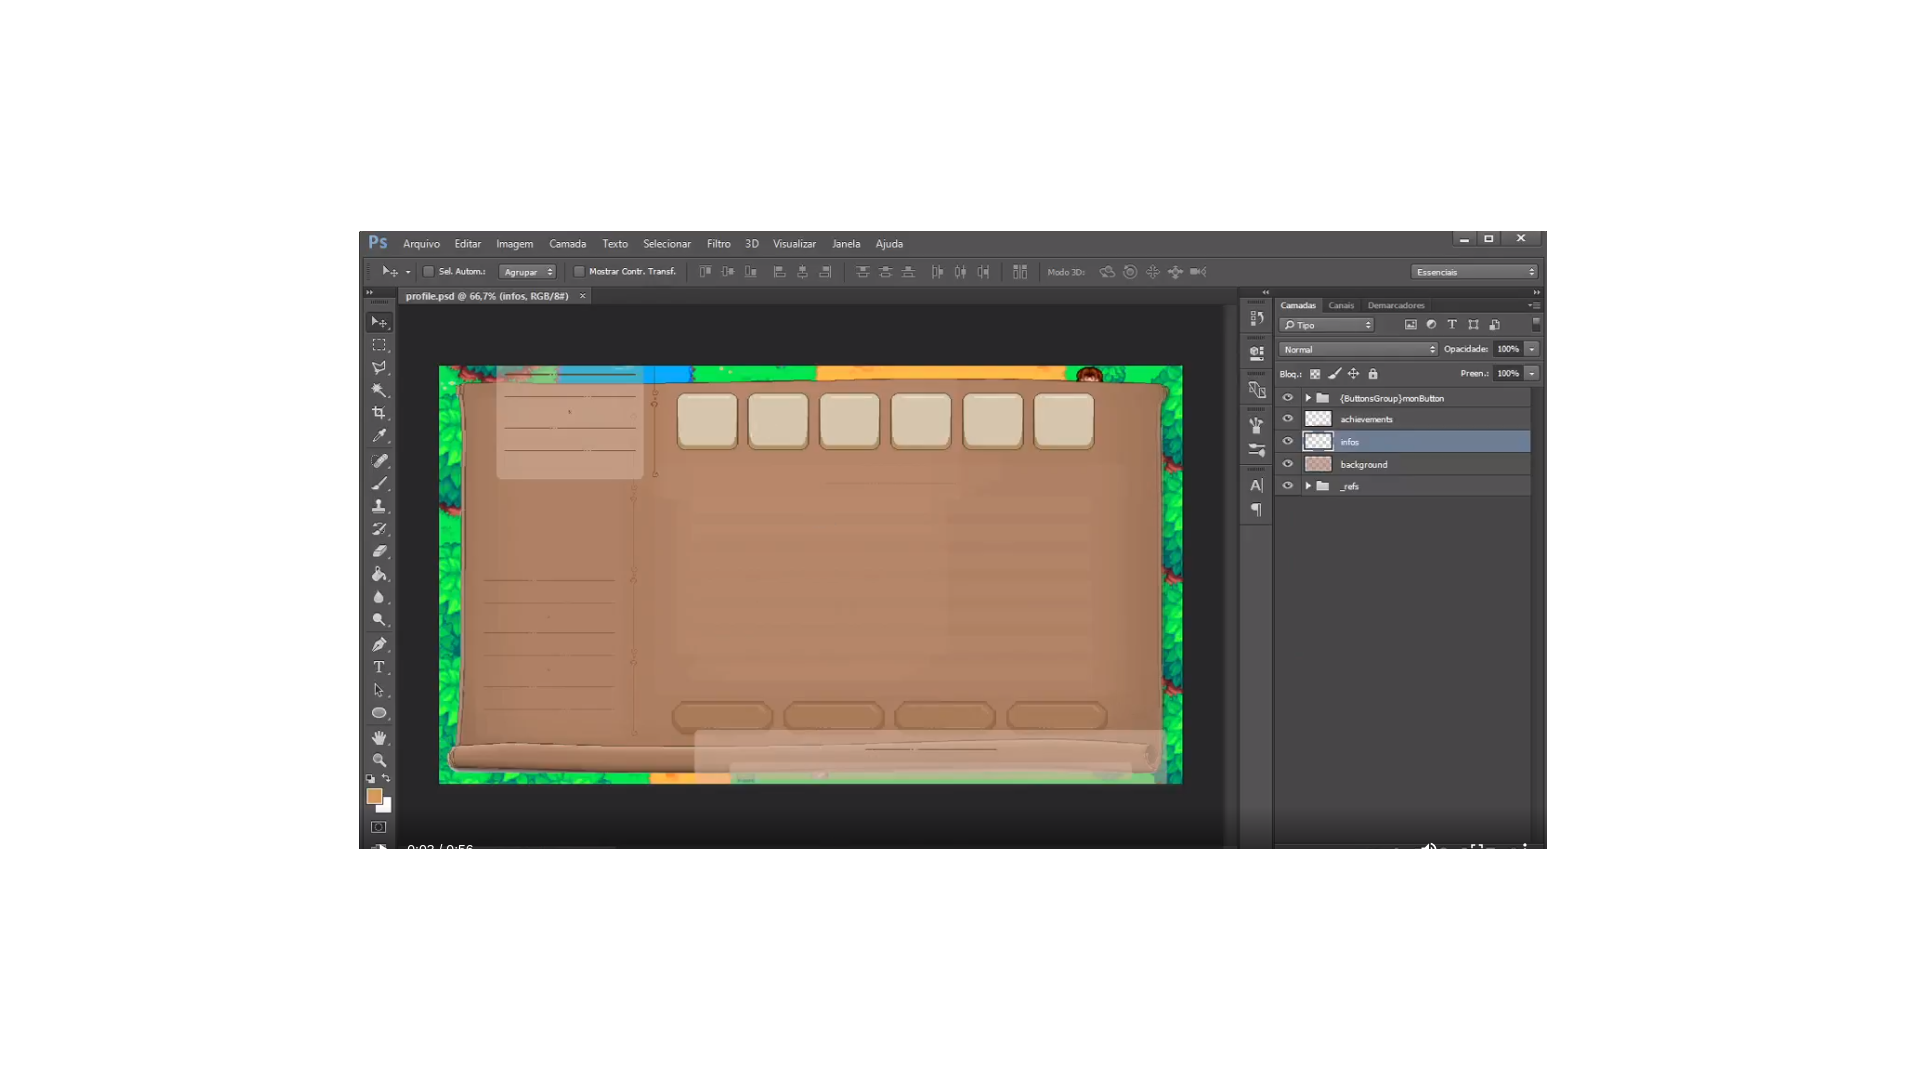 Ps Arquivo Editar Imagem Camada Texto Selecionar Filtro 3D Visualizar Janela Ajuda
Sel. Autom.: Agrupar Mostrar Contr. Transf. Modo 3D: Essenciais
profile.psd @ 66,7% (infos, RGB/8#) ×
Camadas Canais Demarcadores
Tipo
Normal Opacidade: 100%
Bloq.: Preen.: 100%
{ButtonsGroup}monButton
achievements
infos
background
_refs
0:03 / 0:56